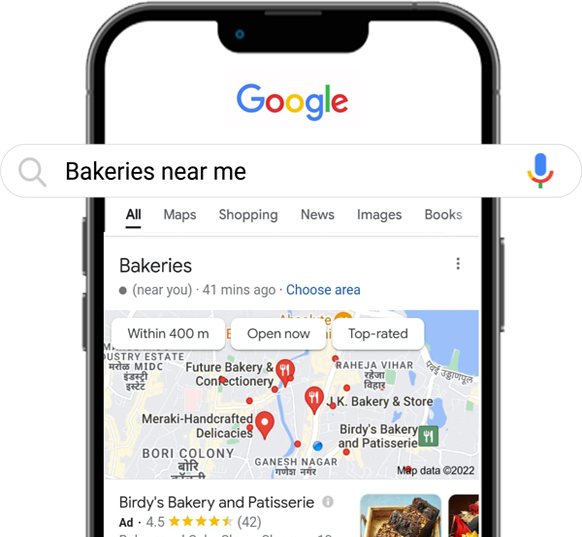 Google
Bakeries near me
All Maps Shopping News Images Books
Bakeries
(near you) · 41 mins ago · Choose area
Within 400 m Open now Top-rated
USTRY ESTATE
मरोळ MIDC
इंडस्ट्री
इस्टेट
Future Bakery &
Confectionery
RAHEJA VIHAR
रहेजा
विहार
J.K. Bakery & Store
Meraki-Handcrafted
Delicacies
Birdy's Bakery
and Patisserie
BORI COLONY
बोरि
GANESH NAGAR
गणेश नगर
Map data ©2022
Birdy's Bakery and Patisserie
Ad · 4.5 (42)